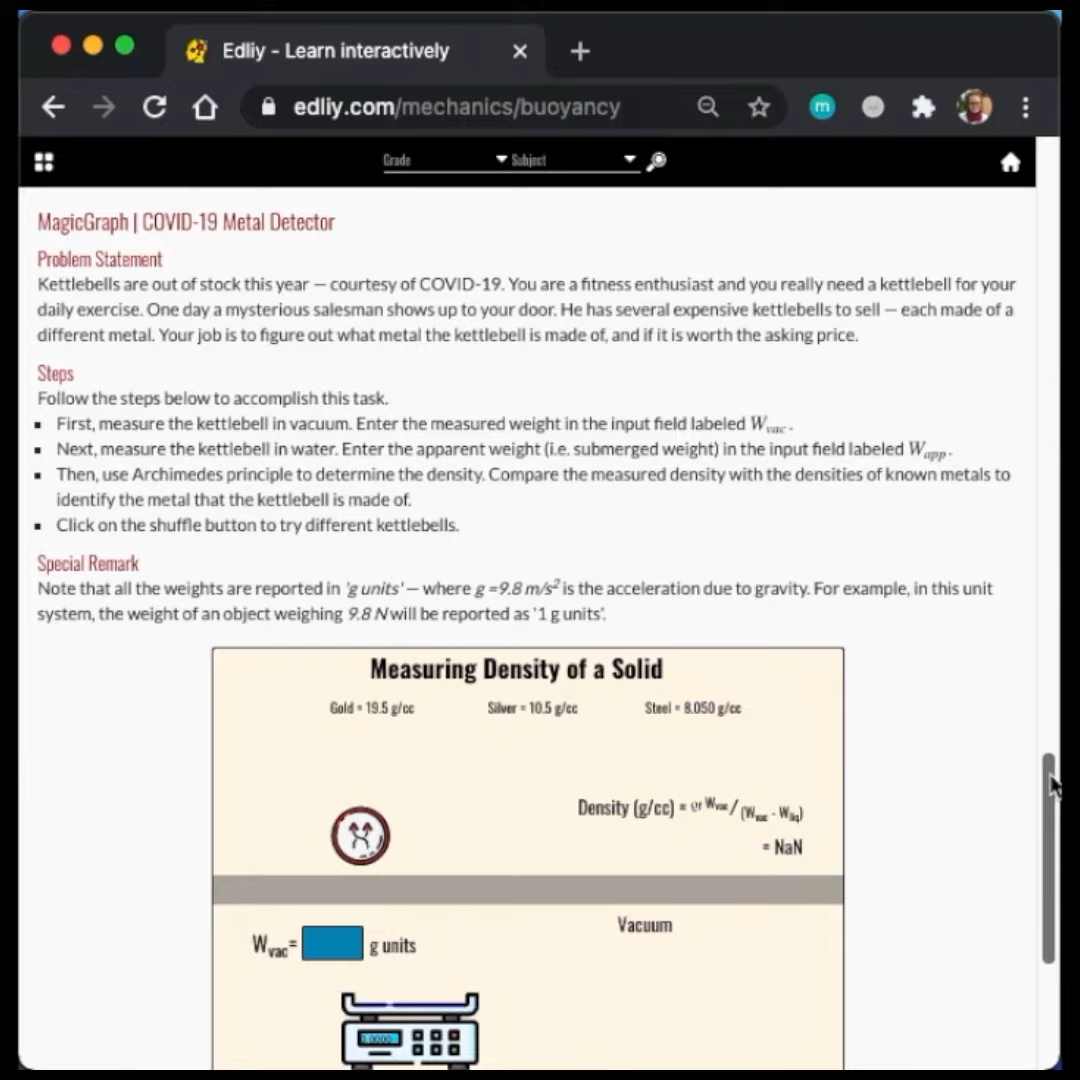 Edliy - Learn interactively
edliy.com/mechanics/buoyancy
m
Grade Subject
MagicGraph | COVID-19 Metal Detector
Problem Statement
Kettlebells are out of stock this year — courtesy of COVID-19. You are a fitness enthusiast and you really need a kettlebell for your
daily exercise. One day a mysterious salesman shows up to your door. He has several expensive kettlebells to sell — each made of a
different metal. Your job is to figure out what metal the kettlebell is made of, and if it is worth the asking price.
Steps
Follow the steps below to accomplish this task.
▪ First, measure the kettlebell in vacuum. Enter the measured weight in the input field labeled W_vac.
▪ Next, measure the kettlebell in water. Enter the apparent weight (i.e. submerged weight) in the input field labeled W_app.
▪ Then, use Archimedes principle to determine the density. Compare the measured density with the densities of known metals to
identify the metal that the kettlebell is made of.
▪ Click on the shuffle button to try different kettlebells.
Special Remark
Note that all the weights are reported in 'g units' — where g =9.8 m/s² is the acceleration due to gravity. For example, in this unit
system, the weight of an object weighing 9.8 N will be reported as '1 g units'.
Measuring Density of a Solid
Gold = 19.5 g/cc Silver = 10.5 g/cc Steel = 8.050 g/cc
Density (g/cc) = W_vac / (W_vac - W_liq)
= NaN
Vacuum
W_vac= g units
0.0000